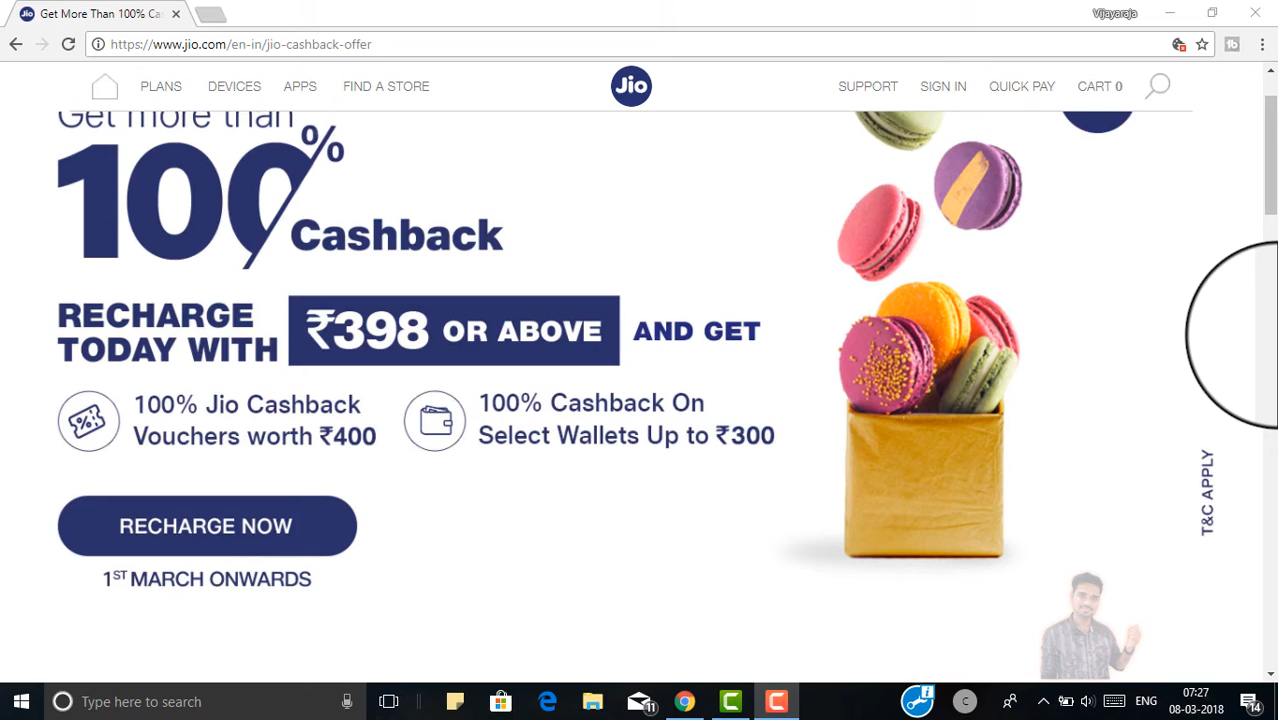 Get More Than 100% Ca
Vijayaraja
https://www.jio.com/en-in/jio-cashback-offer
PLANS DEVICES APPS FIND A STORE Jio SUPPORT SIGN IN QUICK PAY CART 0
Get more than
100% Cashback
RECHARGE TODAY WITH ₹398 OR ABOVE AND GET
100% Jio Cashback
Vouchers worth ₹400
100% Cashback On
Select Wallets Up to ₹300
T&C APPLY
RECHARGE NOW
1ST MARCH ONWARDS
Type here to search
11
C
ENG
07:27
08-03-2018
14